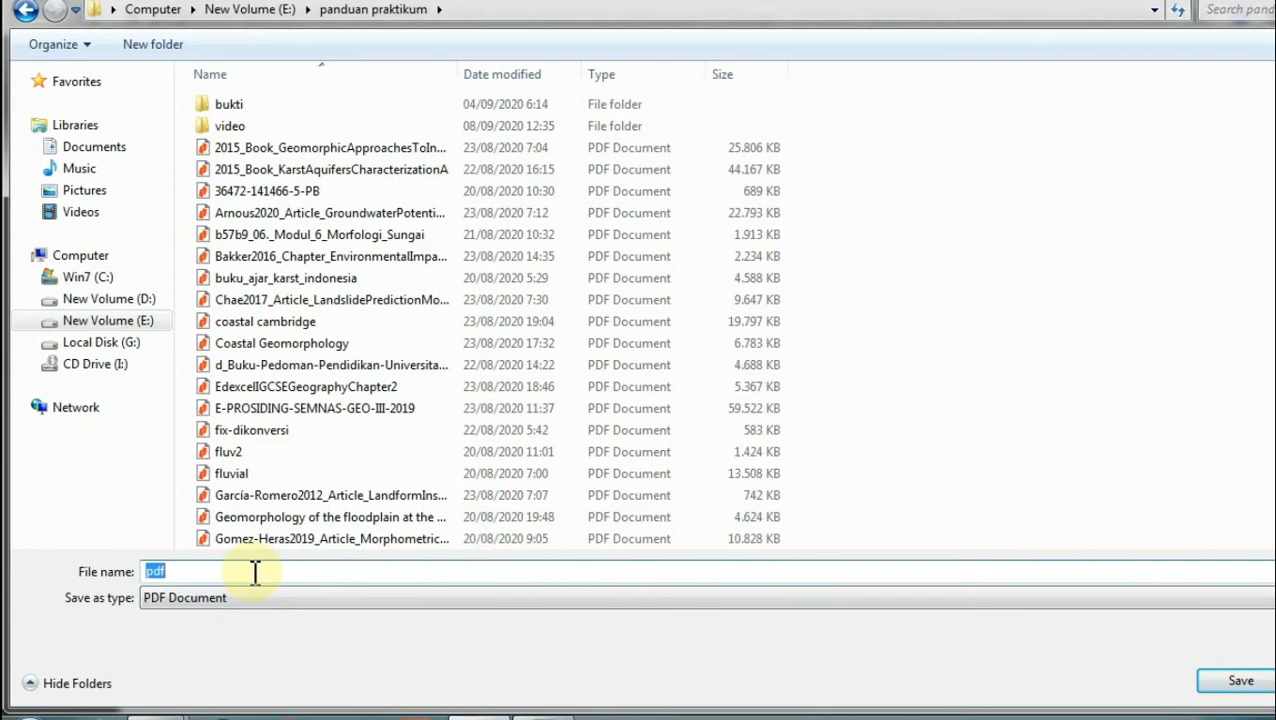 Computer New Volume (E:) panduan praktikum Search pand
Organize New folder
Name Date modified Type Size
Favorites
Libraries
Documents
Music
Pictures
Videos
Computer
Win7 (C:)
New Volume (D:)
New Volume (E:)
Local Disk (G:)
CD Drive (I:)
Network
bukti 04/09/2020 6:14 File folder
video 08/09/2020 12:35 File folder
2015_Book_GeomorphicApproachesToIn... 23/08/2020 7:04 PDF Document 25.806 KB
2015_Book_KarstAquifersCharacterizationA 22/08/2020 16:15 PDF Document 44.167 KB
36472-141466-5-PB 20/08/2020 10:30 PDF Document 689 KB
Arnous2020_Article_GroundwaterPotenti... 23/08/2020 7:12 PDF Document 22.793 KB
b57b9_06._Modul_6_Morfologi_Sungai 21/08/2020 10:32 PDF Document 1.913 KB
Bakker2016_Chapter_EnvironmentalImpa... 23/08/2020 14:35 PDF Document 2.234 KB
buku_ajar_karst_indonesia 20/08/2020 5:29 PDF Document 4.588 KB
Chae2017_Article_LandslidePredictionMo... 23/08/2020 7:30 PDF Document 9.647 KB
coastal cambridge 23/08/2020 19:04 PDF Document 19.797 KB
Coastal Geomorphology 23/08/2020 17:32 PDF Document 6.783 KB
d_Buku-Pedoman-Pendidikan-Universita... 22/08/2020 14:22 PDF Document 4.688 KB
EdexcelIGCSEGeographyChapter2 23/08/2020 18:46 PDF Document 5.367 KB
E-PROSIDING-SEMNAS-GEO-III-2019 23/08/2020 11:37 PDF Document 59.522 KB
fix-dikonversi 22/08/2020 5:42 PDF Document 583 KB
fluv2 20/08/2020 11:01 PDF Document 1.424 KB
fluvial 20/08/2020 7:00 PDF Document 13.508 KB
García-Romero2012_Article_LandformIns... 23/08/2020 7:07 PDF Document 742 KB
Geomorphology of the floodplain at the ... 20/08/2020 19:48 PDF Document 4.624 KB
Gomez-Heras2019_Article_Morphometric... 20/08/2020 9:05 PDF Document 10.828 KB
File name: pdf
Save as type: PDF Document
Hide Folders Save